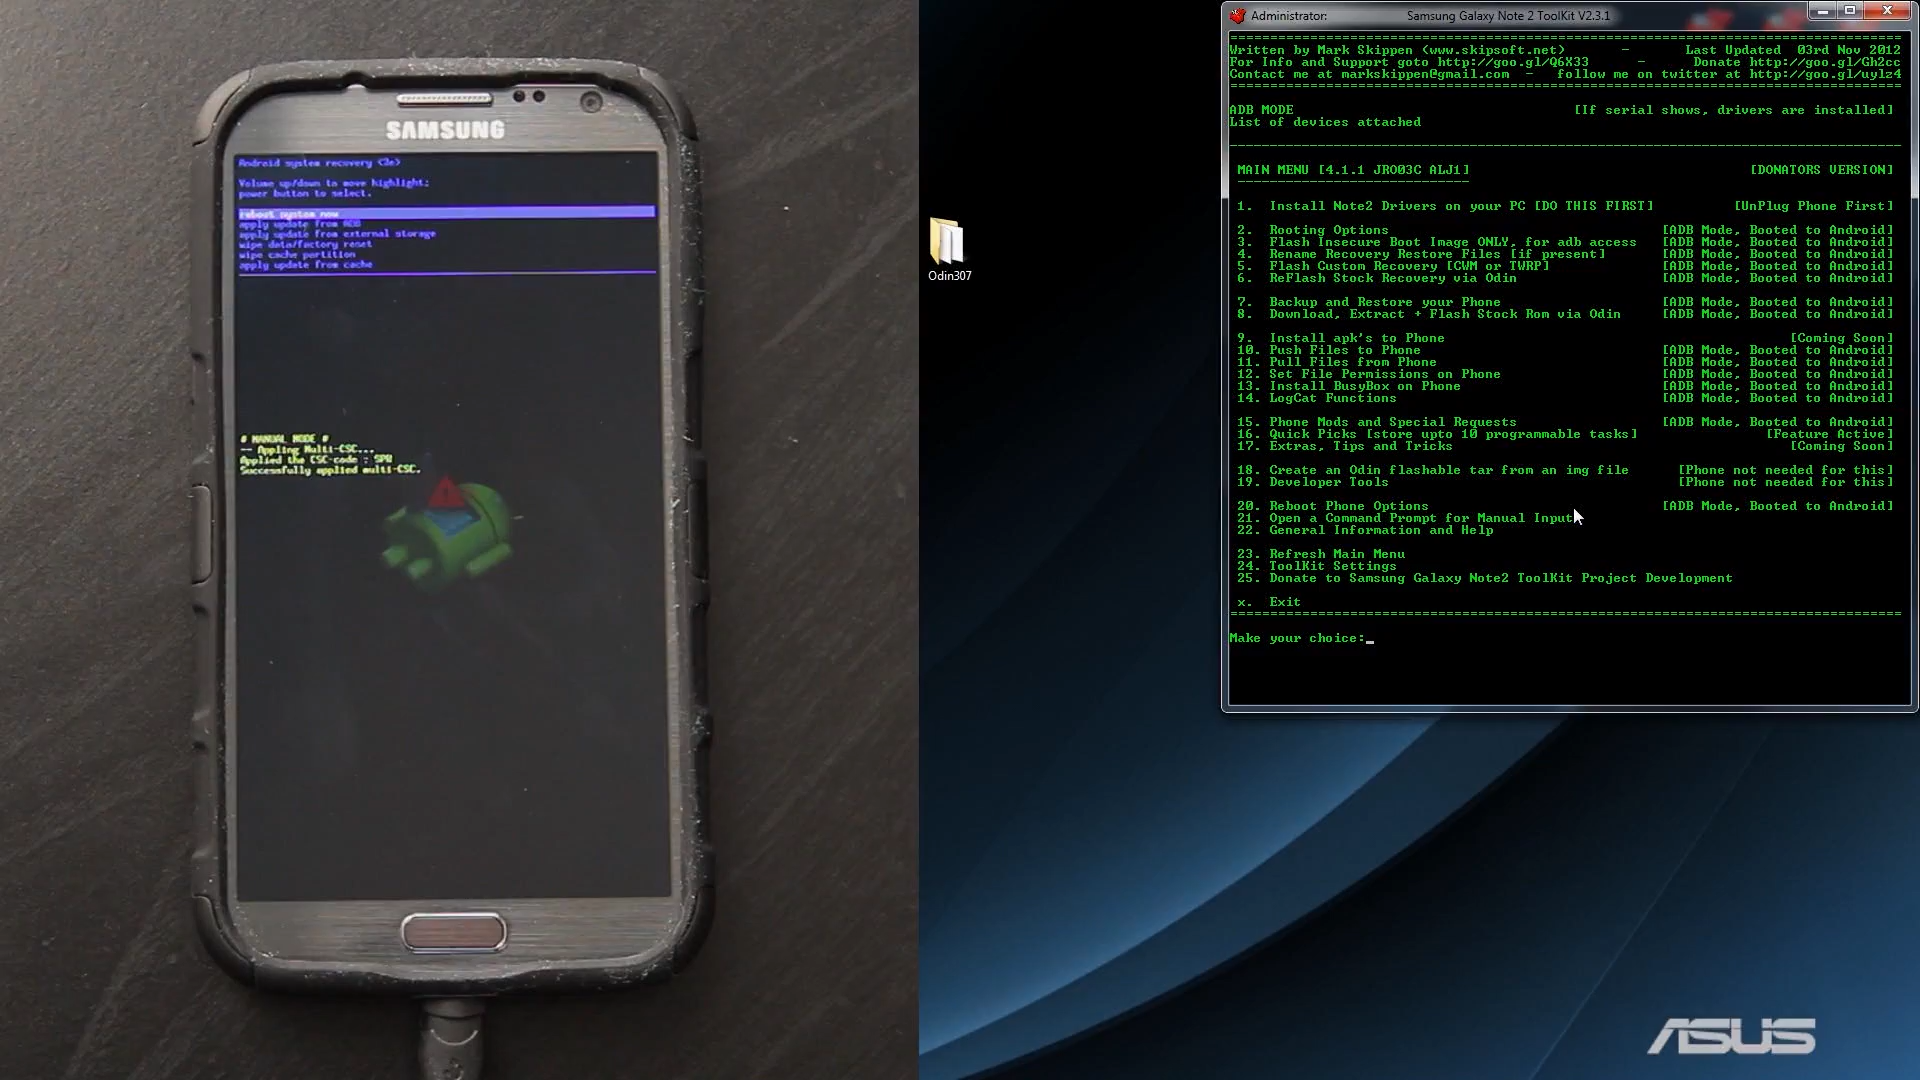 SAMSUNG
Android system recovery <3e>
Volume up/down to move highlight;
power button to select.
reboot system now
apply update from ADB
apply update from external storage
wipe data/factory reset
wipe cache partition
apply update from cache
# MANUAL MODE #
-- Appling Multi-CSC...
Applied the CSC-code : SPR
Successfully applied multi-CSC.
Odin307
Administrator: Samsung Galaxy Note 2 ToolKit V2.3.1
Written by Mark Skippen (www.skipsoft.net) - Last Updated 03rd Nov 2012
For Info and Support goto http://goo.gl/Q6X33 - Donate http://goo.gl/Gh2cc
Contact me at markskippen@gmail.com - follow me on twitter at http://goo.gl/uylz4
ADB MODE [If serial shows, drivers are installed]
List of devices attached
MAIN MENU [4.1.1 JRO03C ALJ1] [DONATORS VERSION]
1. Install Note2 Drivers on your PC [DO THIS FIRST] [UnPlug Phone First]
2. Rooting Options [ADB Mode, Booted to Android]
3. Flash Insecure Boot Image ONLY, for adb access [ADB Mode, Booted to Android]
4. Rename Recovery Restore Files [if present] [ADB Mode, Booted to Android]
5. Flash Custom Recovery [CWM or TWRP] [ADB Mode, Booted to Android]
6. ReFlash Stock Recovery via Odin [ADB Mode, Booted to Android]
7. Backup and Restore your Phone [ADB Mode, Booted to Android]
8. Download, Extract + Flash Stock Rom via Odin [ADB Mode, Booted to Android]
9. Install apk's to Phone [Coming Soon]
10. Push Files to Phone [ADB Mode, Booted to Android]
11. Pull Files from Phone [ADB Mode, Booted to Android]
12. Set File Permissions on Phone [ADB Mode, Booted to Android]
13. Install BusyBox on Phone [ADB Mode, Booted to Android]
14. LogCat Functions [ADB Mode, Booted to Android]
15. Phone Mods and Special Requests [ADB Mode, Booted to Android]
16. Quick Picks [store upto 10 programmable tasks] [Feature Active]
17. Extras, Tips and Tricks [Coming Soon]
18. Create an Odin flashable tar from an img file [Phone not needed for this]
19. Developer Tools [Phone not needed for this]
20. Reboot Phone Options [ADB Mode, Booted to Android]
21. Open a Command Prompt for Manual Input
22. General Information and Help
23. Refresh Main Menu
24. ToolKit Settings
25. Donate to Samsung Galaxy Note2 ToolKit Project Development
x. Exit
Make your choice:_
ASUS